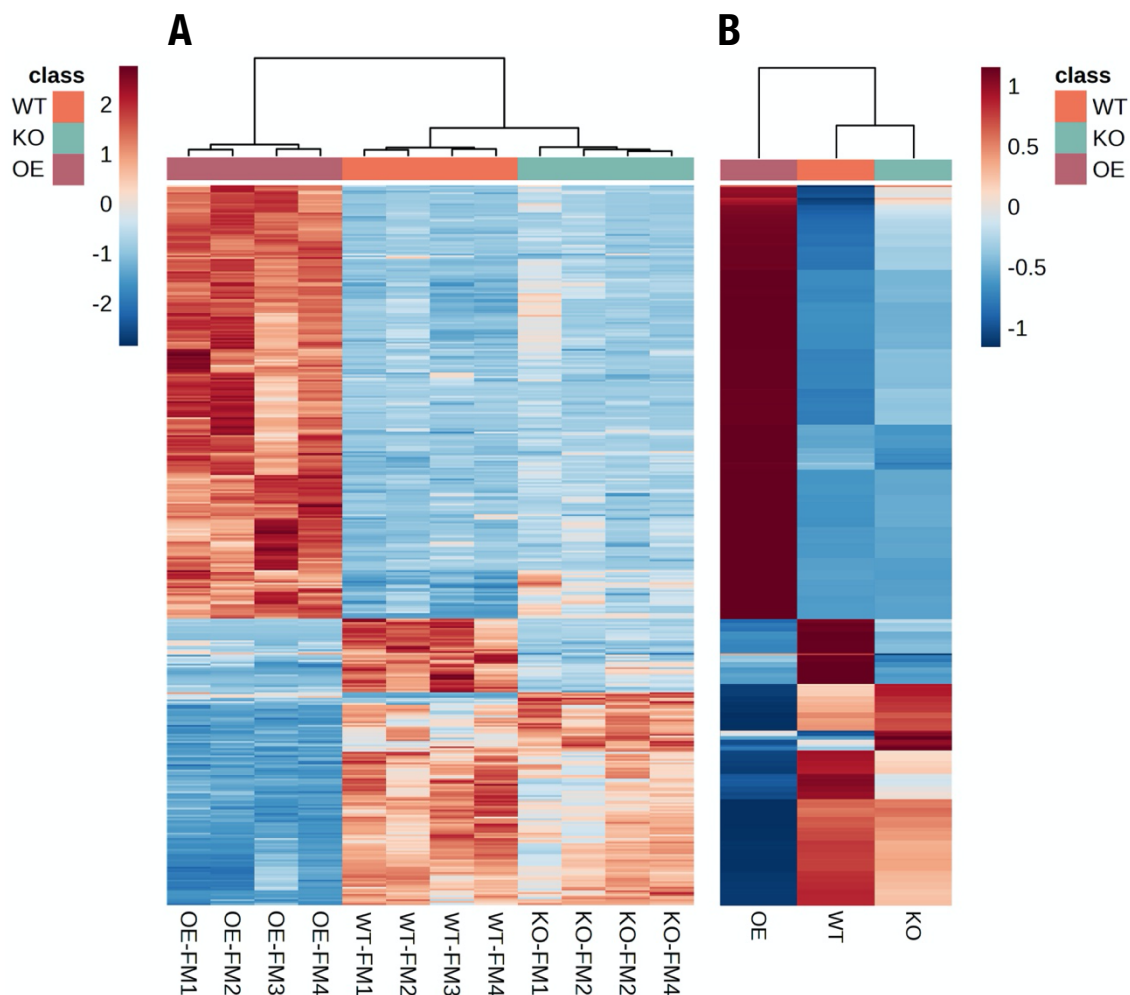 A
B
class
WT
KO
OE
2
1
0
-1
-2
1
0.5
0
-0.5
-1
class
WT
KO
OE
OE-FM1
OE-FM2
OE-FM3
OE-FM4
WT-FM1
WT-FM2
WT-FM3
WT-FM4
KO-FM1
KO-FM2
KO-FM2
KO-FM4
OE
WT
KO